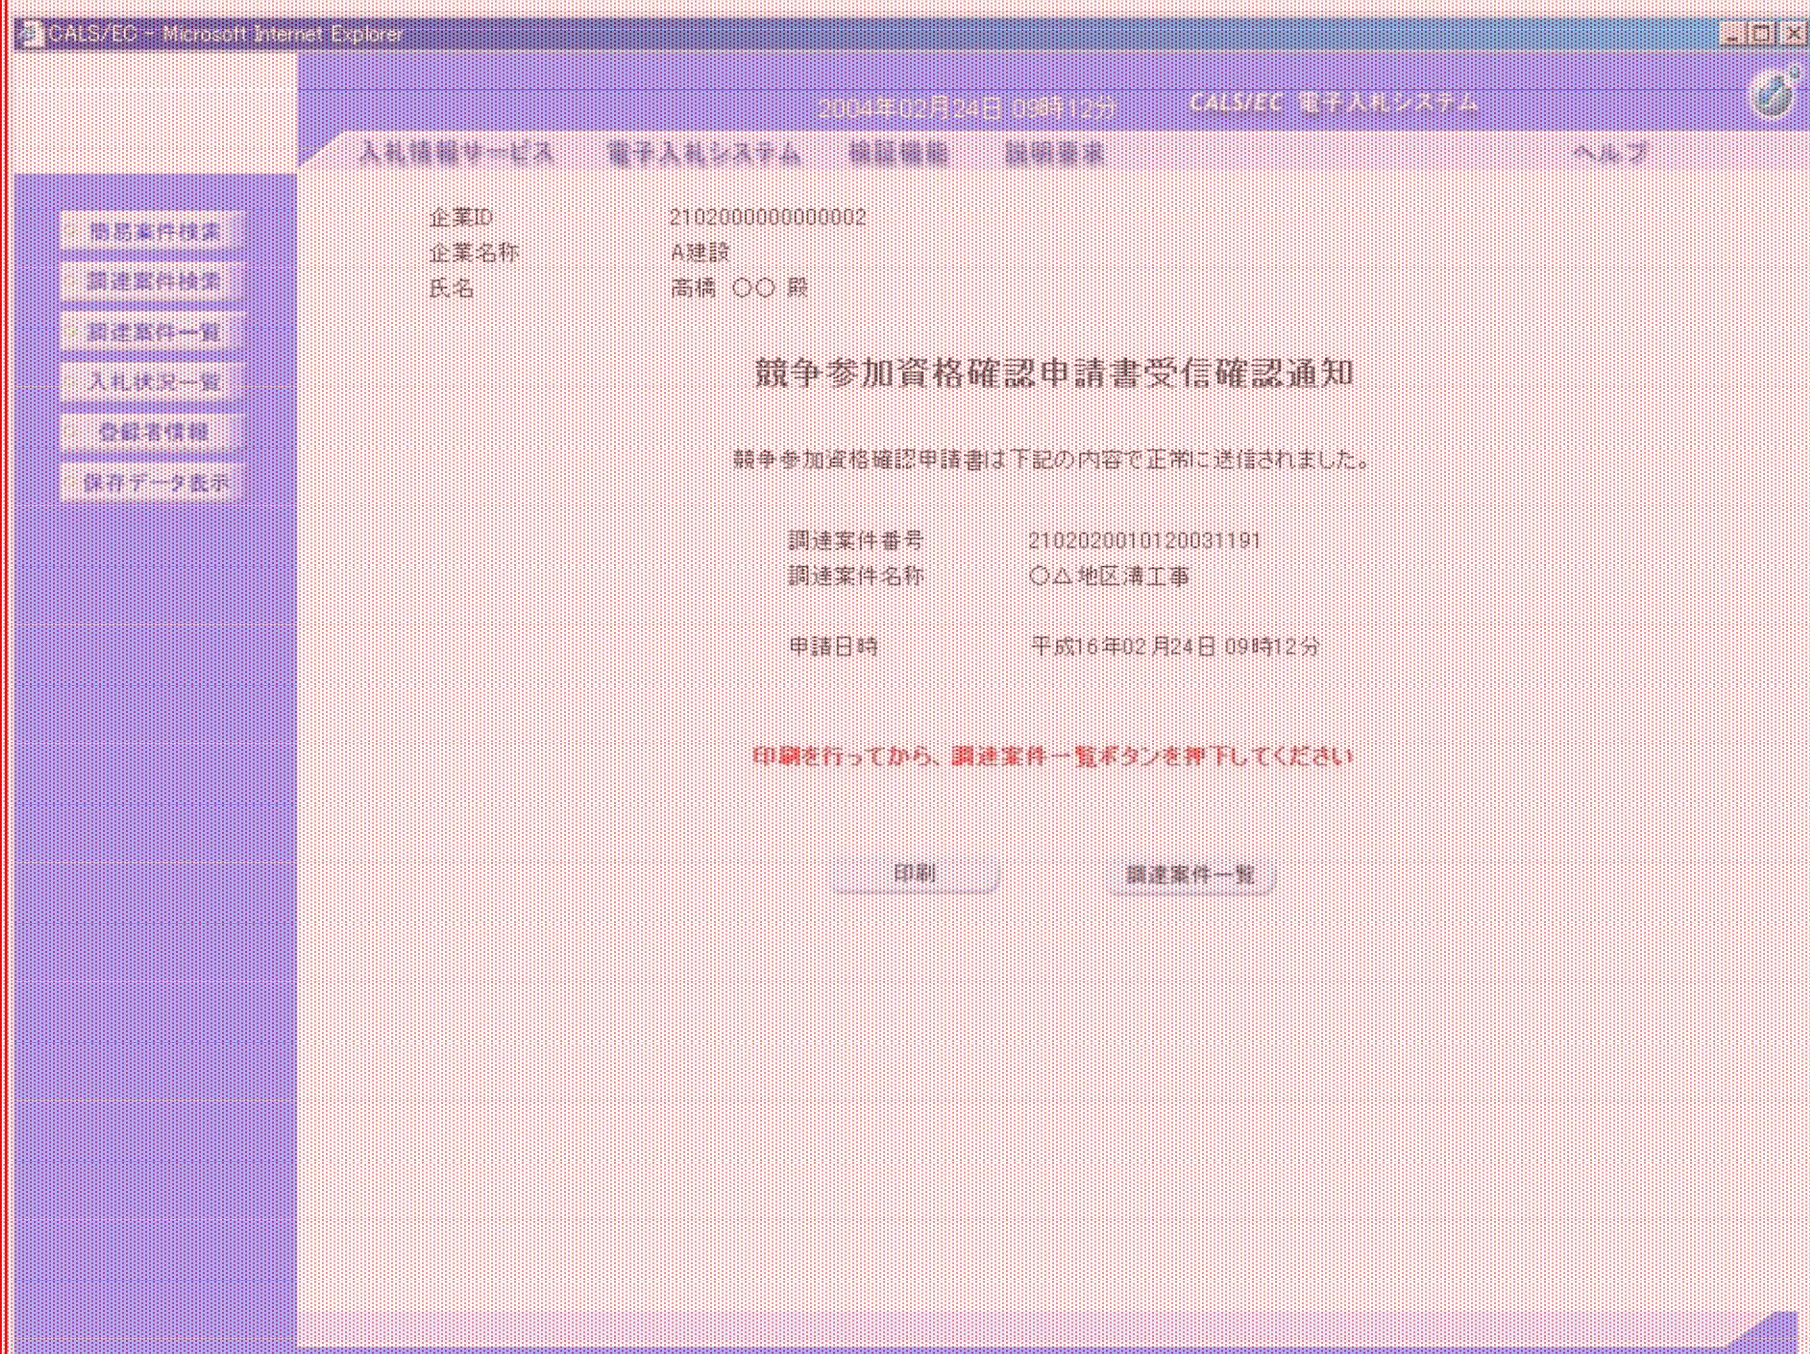 CALS/EC - Microsoft Internet Explorer
2004年02月24日 09時12分
CALS/EC 電子入札システム
入札情報サービス 電子入札システム 検証機能 説明要求 ヘルプ
簡易案件検索
調達案件検索
調達案件一覧
入札状況一覧
登録者情報
保存データ表示
企業ID 2102000000000002
企業名称 A建設
氏名 高橋 〇〇 殿
競争参加資格確認申請書受信確認通知
競争参加資格確認申請書は下記の内容で正常に送信されました。
調達案件番号 2102020010120031191
調達案件名称 〇△地区溝工事
申請日時 平成16年02月24日 09時12分
印刷を行ってから、調達案件一覧ボタンを押下してください
印刷 調達案件一覧